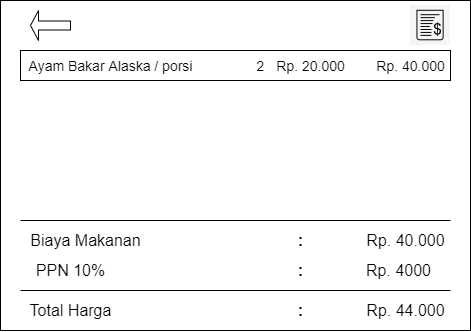 $
Ayam Bakar Alaska / porsi 2 Rp. 20.000 Rp. 40.000
Biaya Makanan : Rp. 40.000
PPN 10% : Rp. 4000
Total Harga : Rp. 44.000